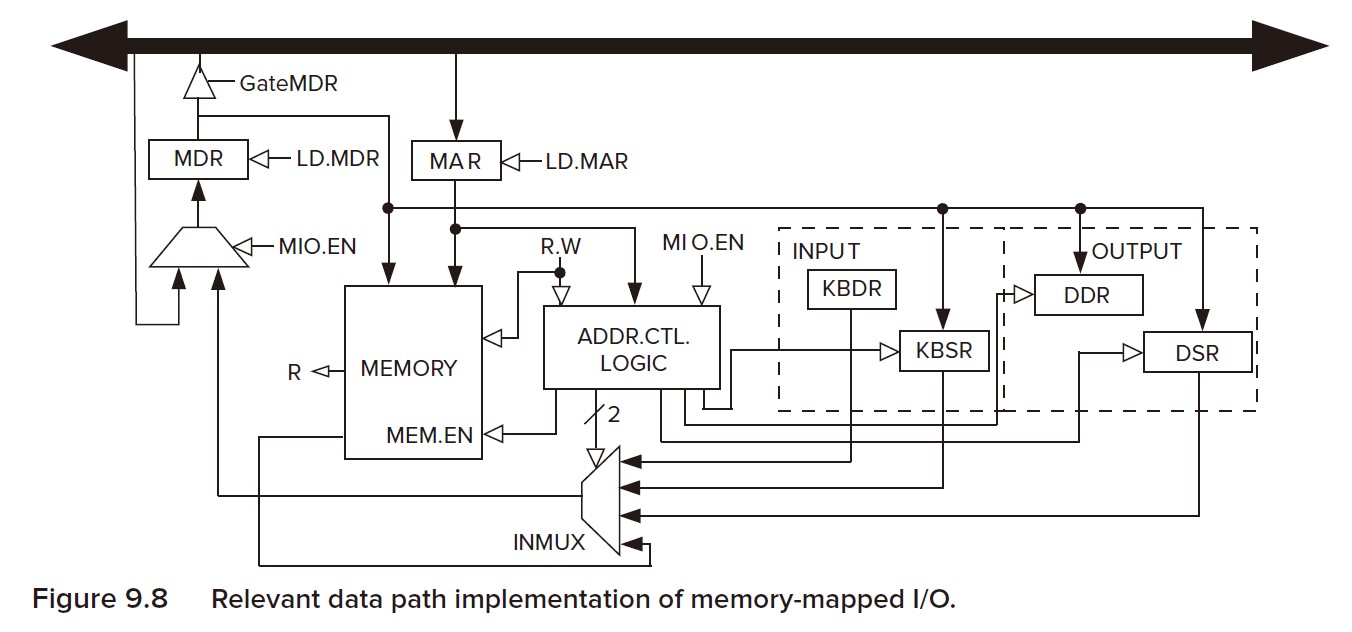 GateMDR
MDR
LD.MDR
MAR
LD.MAR
MIO.EN
R.W
MIO.EN
INPUT
OUTPUT
KBDR
DDR
ADDR.CTL.
LOGIC
KBSR
DSR
R
MEMORY
2
MEM.EN
INMUX
Figure 9.8 Relevant data path implementation of memory-mapped I/O.